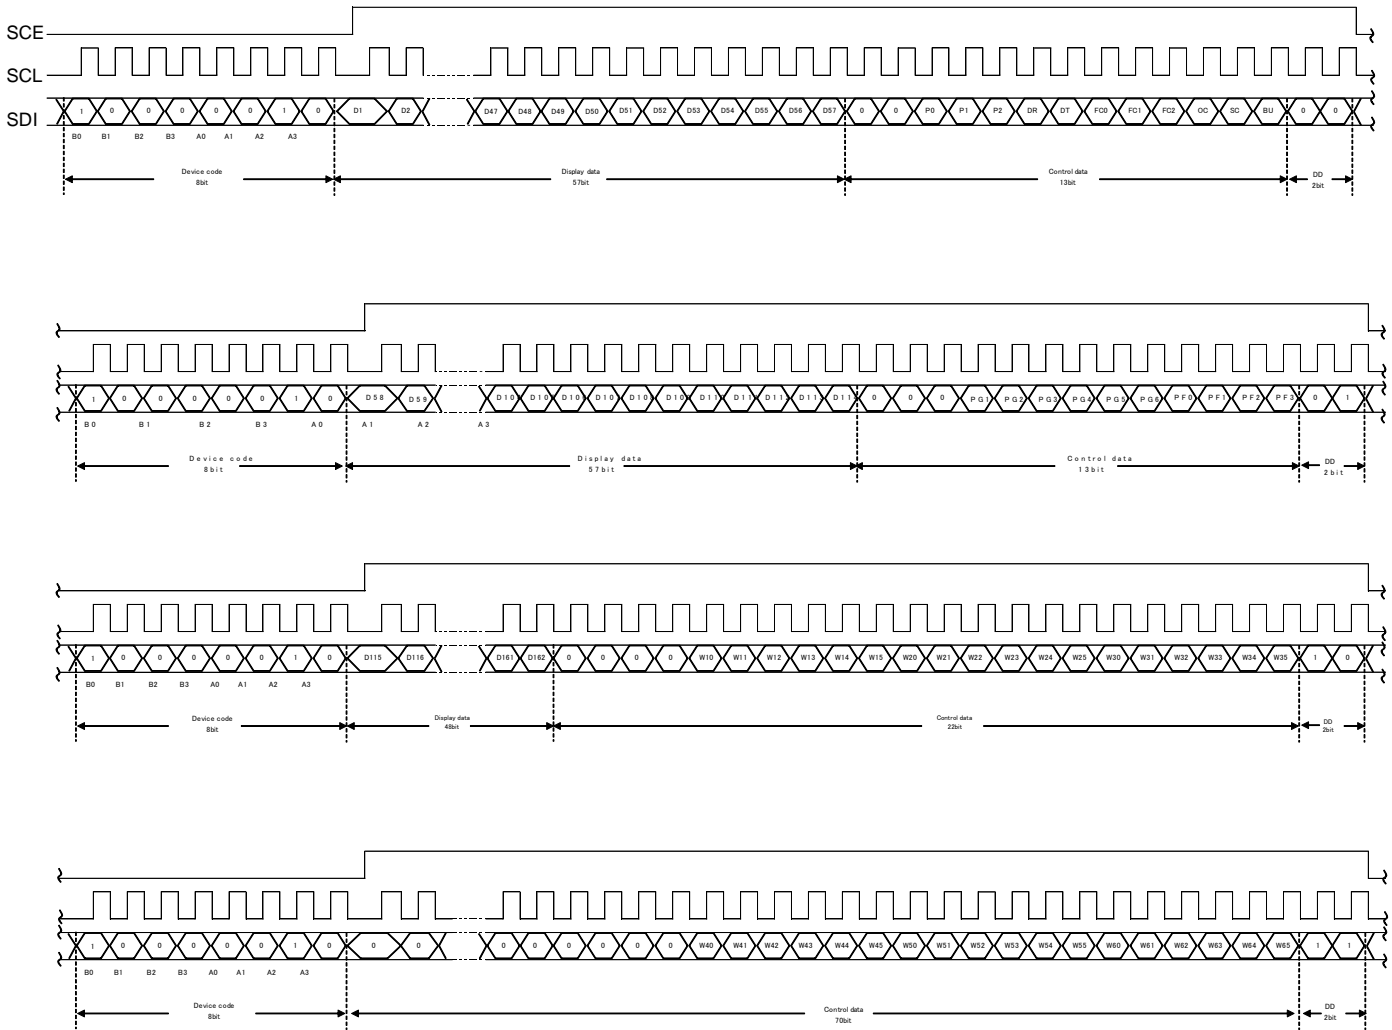 SCE
SCL
SDI
1 0 0 0 0 0 1 0 D1 D2 D47 D48 D49 D50 D51 D52 D53 D54 D55 D56 D57 0 0 P0 P1 P2 DR DT FC0 FC1 FC2 OC SC BU 0 0
B0 B1 B2 B3 A0 A1 A2 A3
Device code Display data Control data DD
8bit 57bit 13bit 2bit
1 0 0 0 0 0 1 0 D58 D59 0 0 0 PG1 PG2 PG3 PG4 PG5 PG6 PF0 PF1 PF2 PF3 0 1
B0 B1 B2 B3 A0 A1 A2 A3
Device code Display data Control data DD
8bit 57bit 13bit 2bit
1 0 0 0 0 0 1 0 D115 D116 D161 D162 0 0 0 0 W10 W11 W12 W13 W14 W15 W20 W21 W22 W23 W24 W25 W30 W31 W32 W33 W34 W35 1 0
B0 B1 B2 B3 A0 A1 A2 A3
Device code Display data Control data DD
8bit 48bit 22bit 2bit
1 0 0 0 0 0 1 0 0 0 0 0 0 0 0 0 W40 W41 W42 W43 W44 W45 W50 W51 W52 W53 W54 W55 W60 W61 W62 W63 W64 W65 1 1
B0 B1 B2 B3 A0 A1 A2 A3
Device code Control data DD
8bit 70bit 2bit